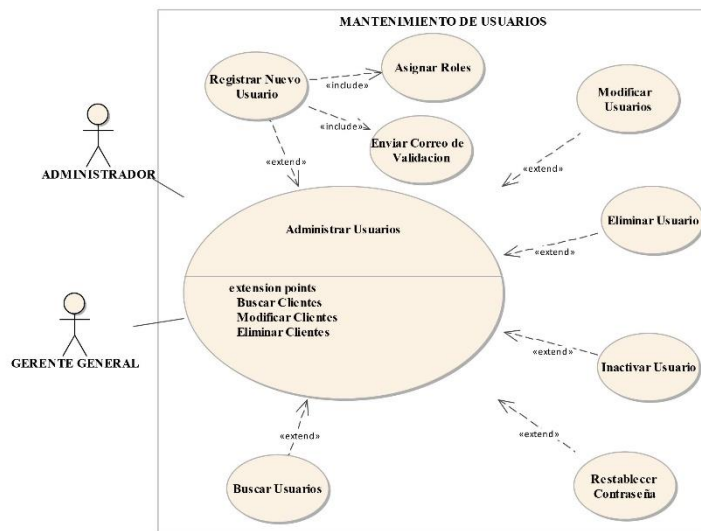 MANTENIMIENTO DE USUARIOS
Registrar Nuevo
Usuario
«include»
Asignar Roles
«include»
Enviar Correo de
Validacion
«extend»
Modificar
Usuarios
«extend»
ADMINISTRADOR
Administrar Usuarios
Eliminar Usuario
«extend»
extension points
Buscar Clientes
Modificar Clientes
Eliminar Clientes
GERENTE GENERAL
«extend»
Inactivar Usuario
«extend»
Buscar Usuarios
«extend»
Restablecer
Contraseña